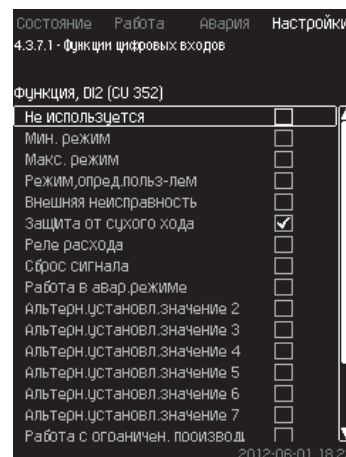 Состояние Работа Авария Настройки
4.3.7.1 - Функции цифровых входов
Функция, DI2 (CU 352)
Не используется
Мин. режим
Макс. режим
Режим,опред.польз-лем
Внешняя неисправность
Защита от сухого хода
Реле расхода
Сброс сигнала
Работа в авар.режиме
Альтерн.установл.значение 2
Альтерн.установл.значение 3
Альтерн.установл.значение 4
Альтерн.установл.значение 5
Альтерн.установл.значение 6
Альтерн.установл.значение 7
Работа с ограничен. производ
2012-06-01 18:2